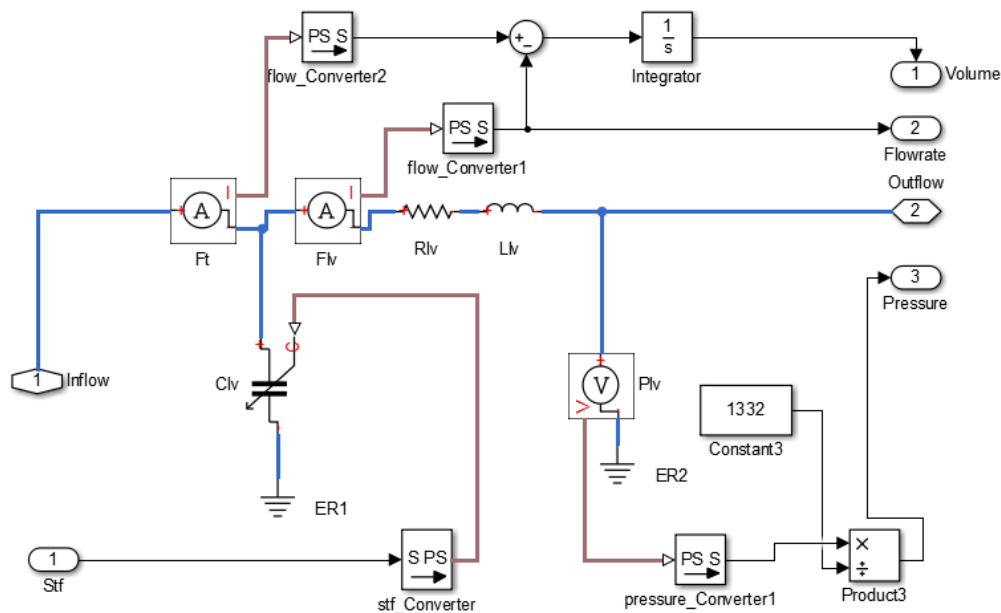 PS S
flow_Converter2
+
−
1
s
Integrator
1
Volume
PS S
flow_Converter1
2
Flowrate
Outflow
2
I
+
A
Ft
I
+
A
Flv
+
Rlv
+
Llv
3
Pressure
1
Inflow
+
C
Clv
+
V
V
Plv
1332
Constant3
ER1
ER2
1
Stf
S PS
stf_Converter
PS S
pressure_Converter1
×
÷
Product3